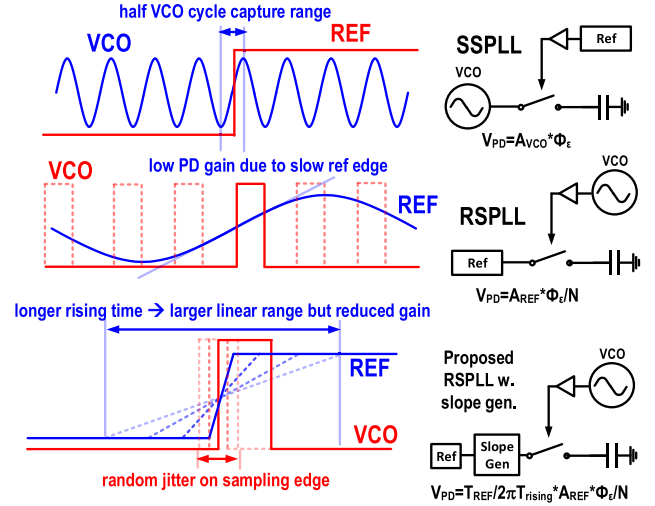 half VCO cycle capture range
VCO
REF
SSPLL
Ref
VCO
V_PD=A_VCO*Φ_ε
low PD gain due to slow ref edge
VCO
REF
VCO
RSPLL
Ref
V_PD=A_REF*Φ_ε/N
longer rising time → larger linear range but reduced gain
REF
VCO
random jitter on sampling edge
Proposed
RSPLL w.
slope gen.
VCO
Ref
Slope
Gen
V_PD=T_REF/2πT_rising*A_REF*Φ_ε/N